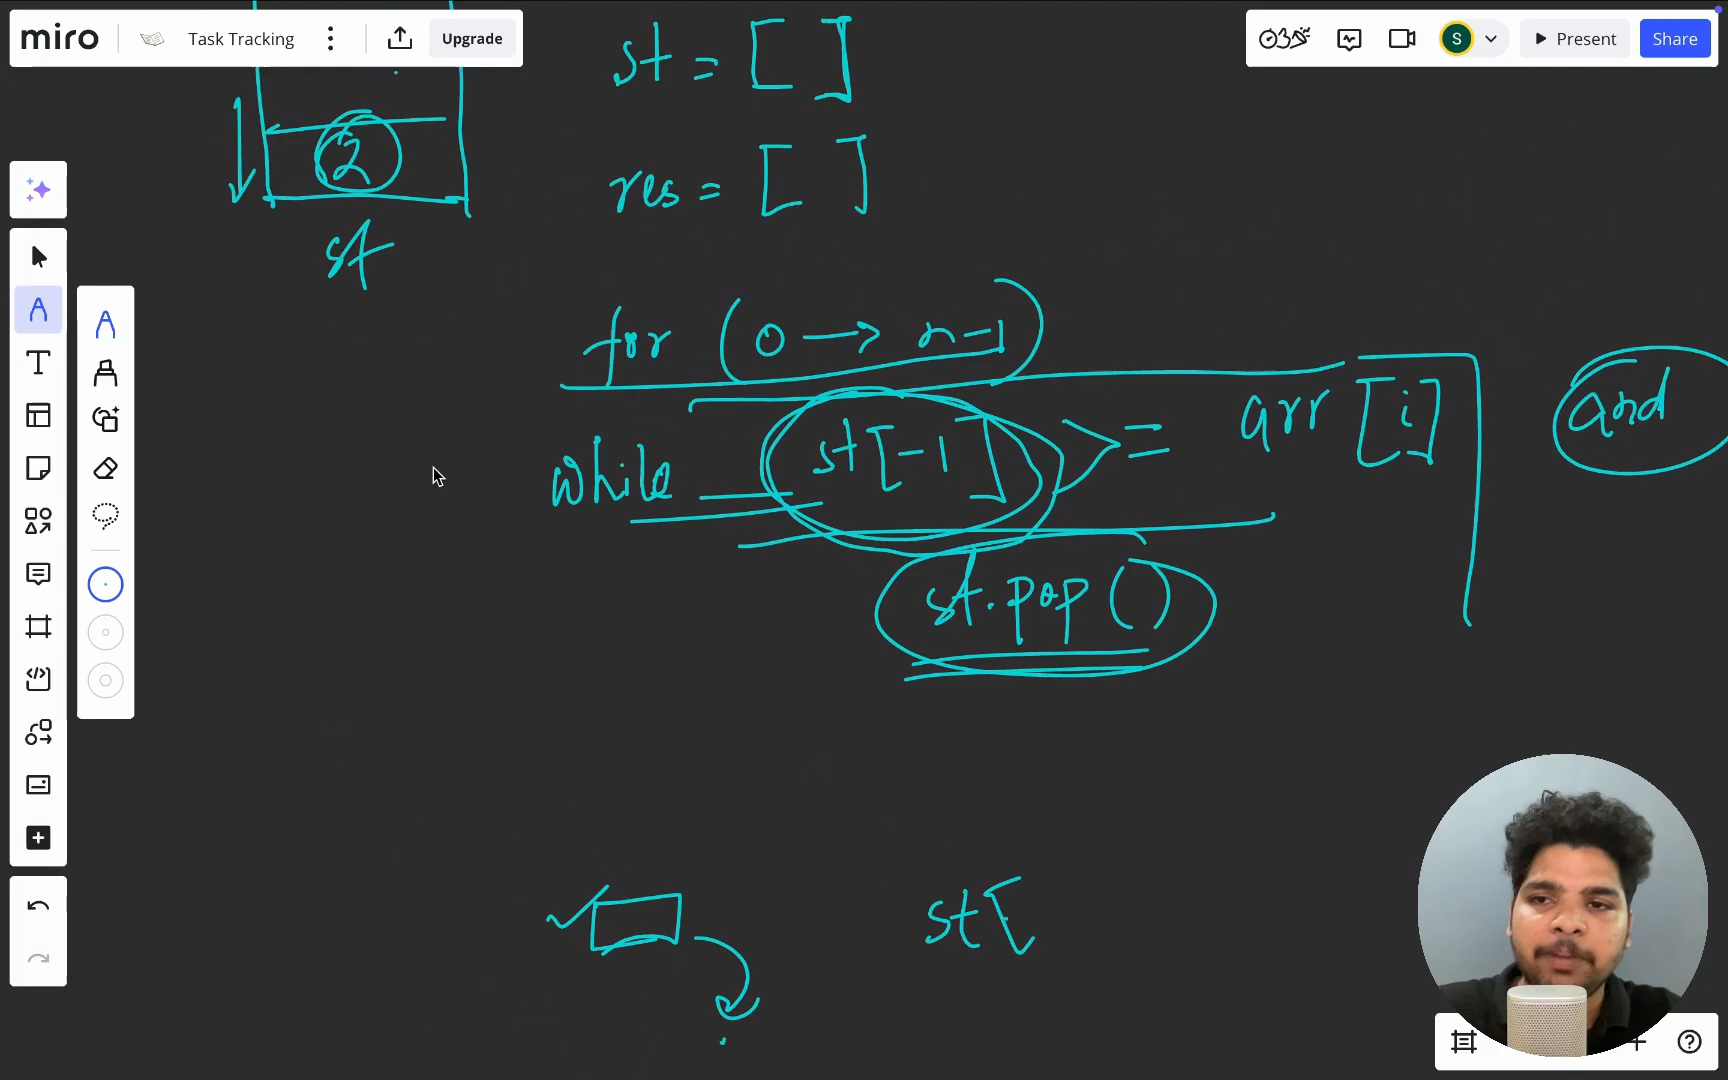 miro Task Tracking Upgrade
S Present Share
st = [ ]
2
res = [ ]
st
for (0 → n-1)
while st[-1] >= arr[i] and
st.pop()
st[